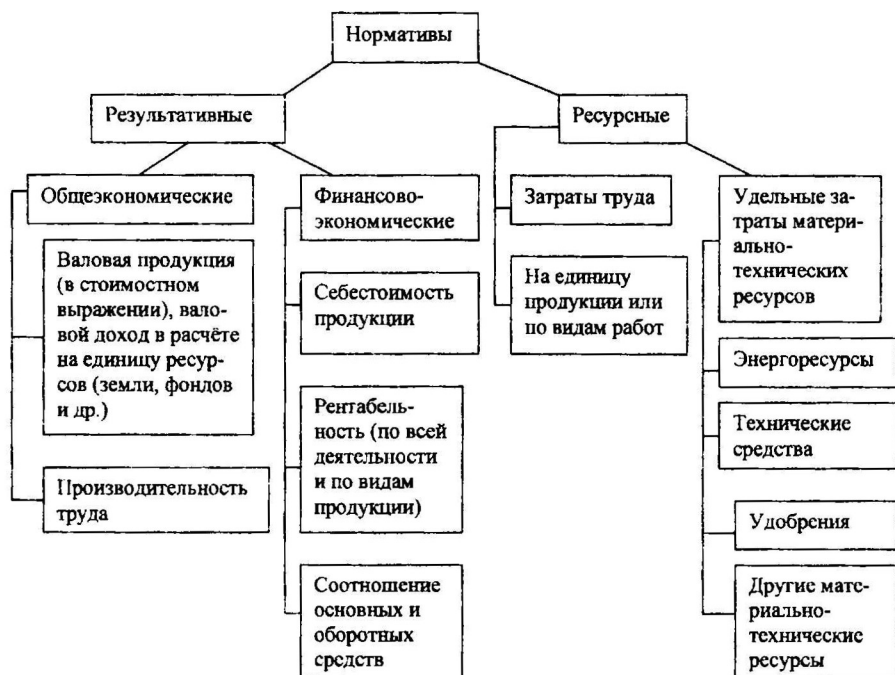 Нормативы
Результативные
Ресурсные
Общеэкономические
Валовая продукция
(в стоимостном
выражении), вало-
вой доход в расчёте
на единицу ресур-
сов (земли, фондов
и др.)
Производительность
труда
Финансово-
экономические
Себестоимость
продукции
Рентабель-
ность (по всей
деятельности
и по видам
продукции)
Соотношение
основных и
оборотных
средств
Затраты труда
На единицу
продукции или
по видам работ
Удельные за-
траты матери-
ально-
технических
ресурсов
Энергоресурсы
Технические
средства
Удобрения
Другие мате-
риально-
технические
ресурсы